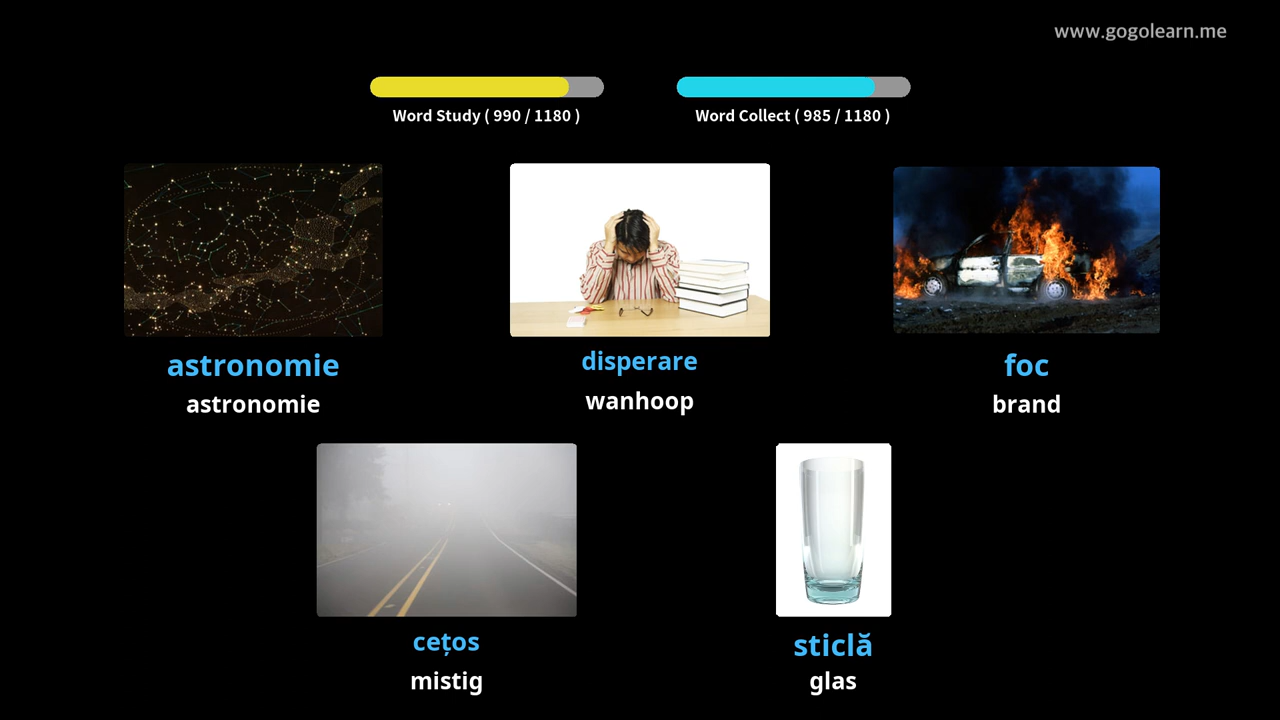 www.gogolearn.me
Word Study ( 990 / 1180 )
Word Collect ( 985 / 1180 )
astronomie
astronomie
disperare
wanhoop
foc
brand
cețos
mistig
sticlă
glas